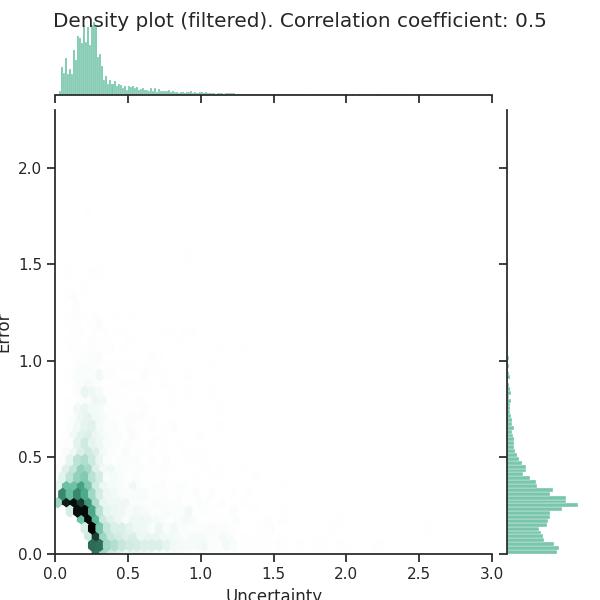 Density plot (filtered). Correlation coefficient: 0.5
2.0
1.5
1.0
0.5
0.0
Error
0.0 0.5 1.0 1.5 2.0 2.5 3.0
Uncertainty